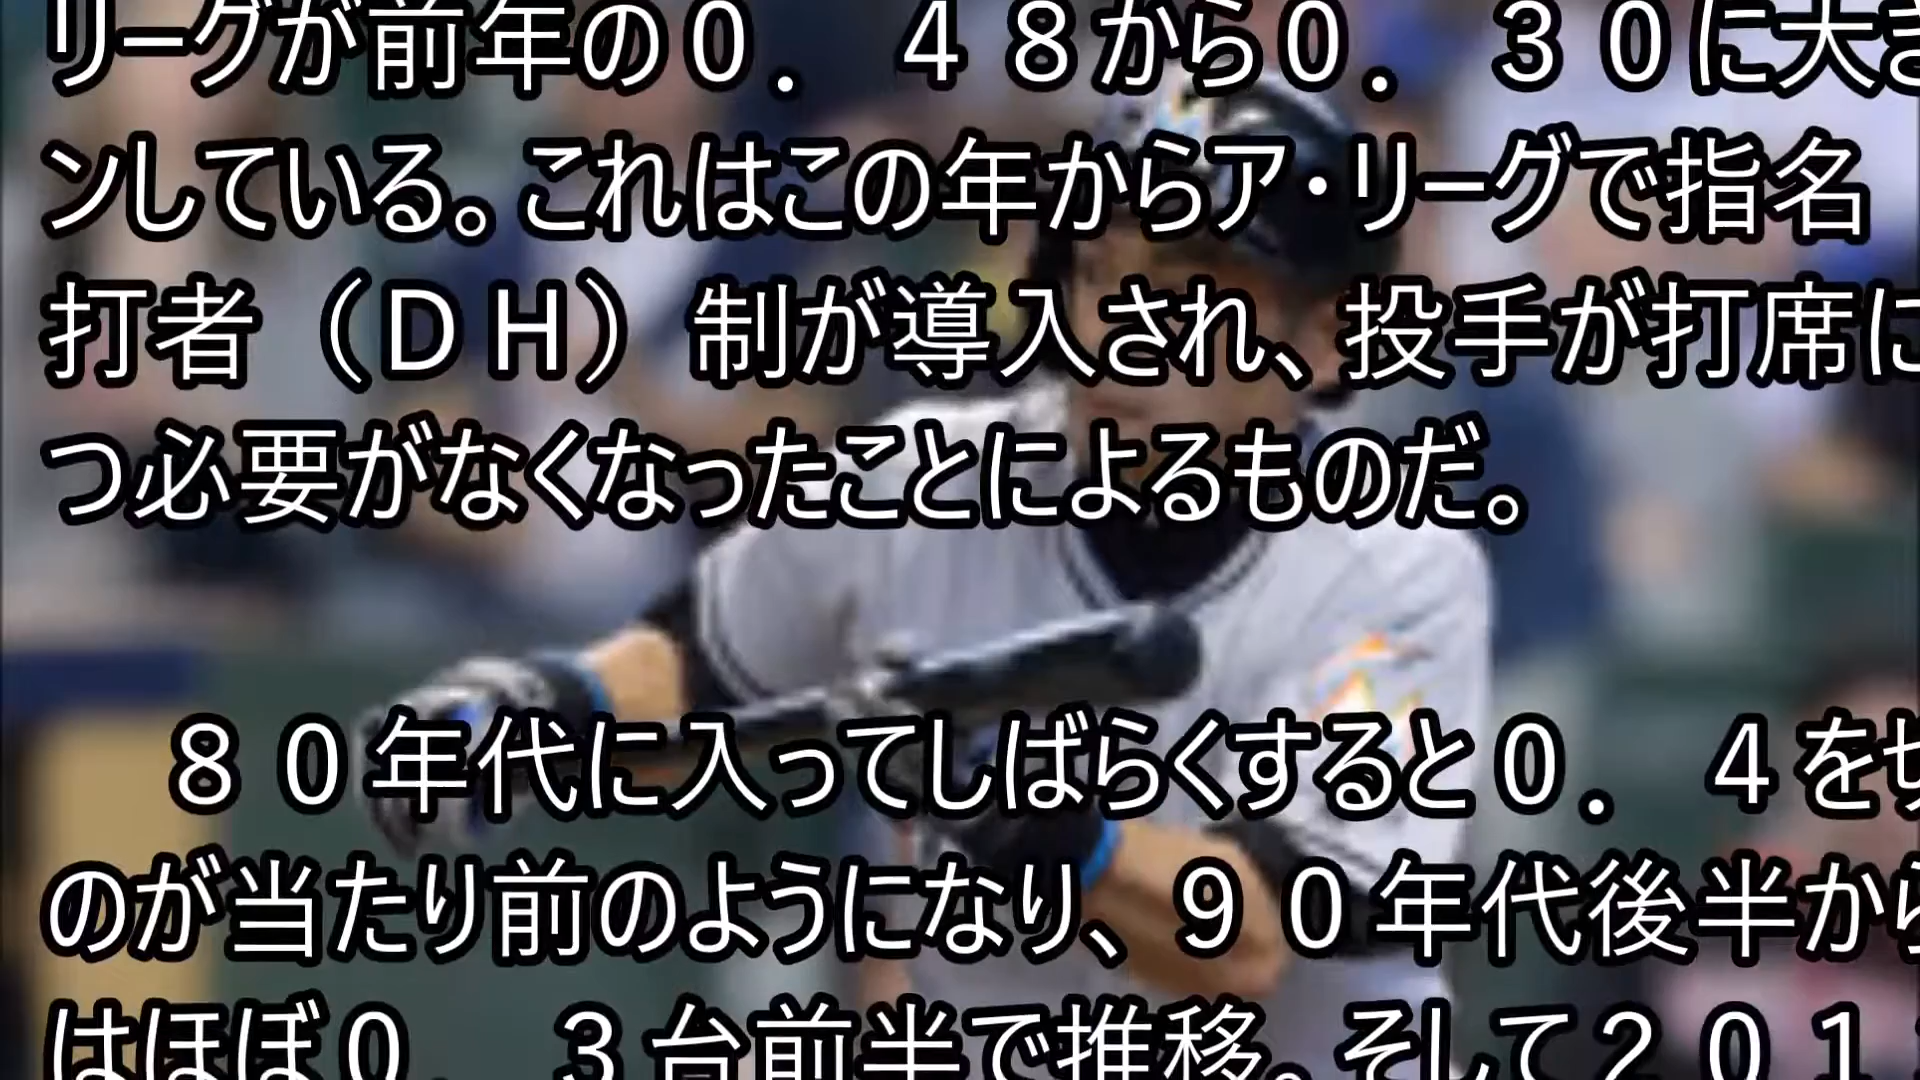 リーグが前年の０．４８から０．３０に大き
ンしている。これはこの年からア・リーグで指名
打者（ＤＨ）制が導入され、投手が打席に
つ必要がなくなったことによるものだ。
８０年代に入ってしばらくすると０．４を切
のが当たり前のようになり、９０年代後半から
はほぼ０．３台前半で推移。そして２０１